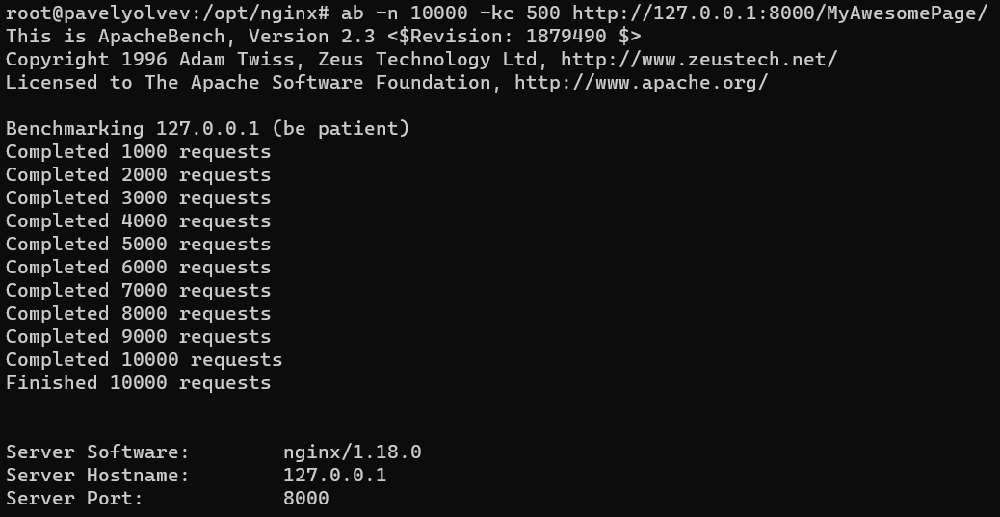 root@pavelyolvev:/opt/nginx# ab -n 10000 -kc 500 http://127.0.0.1:8000/MyAwesomePage/
This is ApacheBench, Version 2.3 <$Revision: 1879490 $>
Copyright 1996 Adam Twiss, Zeus Technology Ltd, http://www.zeustech.net/
Licensed to The Apache Software Foundation, http://www.apache.org/

Benchmarking 127.0.0.1 (be patient)
Completed 1000 requests
Completed 2000 requests
Completed 3000 requests
Completed 4000 requests
Completed 5000 requests
Completed 6000 requests
Completed 7000 requests
Completed 8000 requests
Completed 9000 requests
Completed 10000 requests
Finished 10000 requests

Server Software:        nginx/1.18.0
Server Hostname:        127.0.0.1
Server Port:            8000